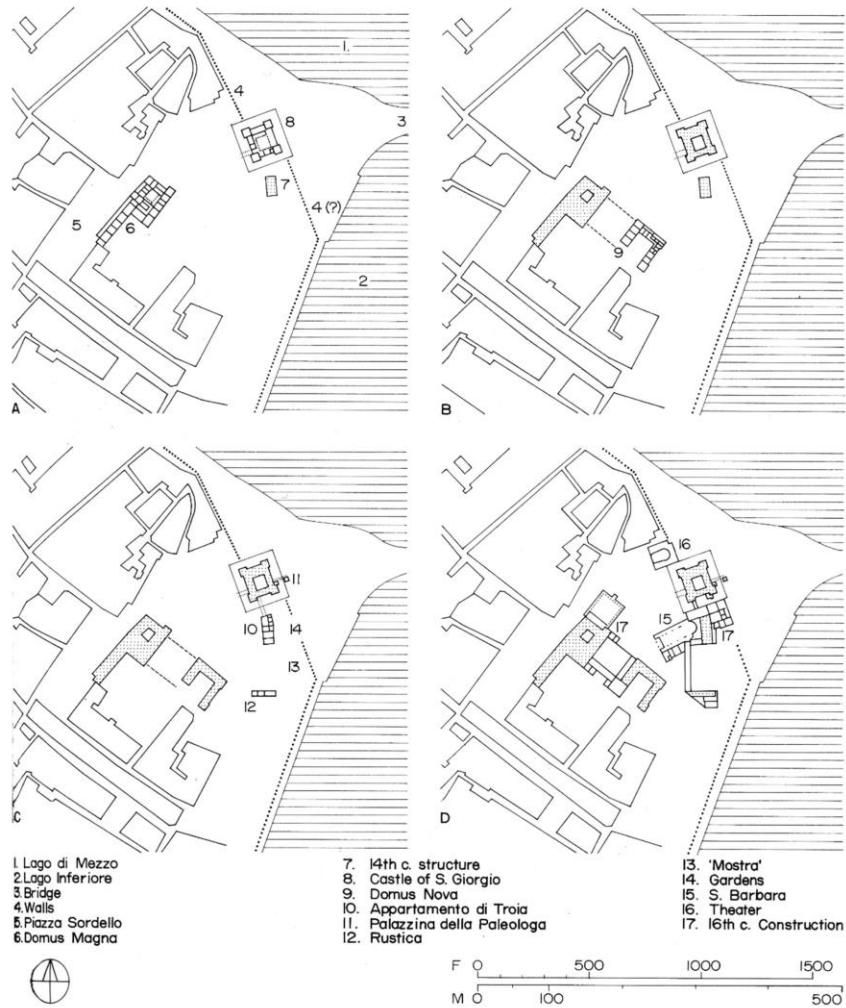 1.
4
3
8
7
4 (?)
5
6
2
A
9
B
11
10
14
13
12
C
16
15
17
17
D
1. Lago di Mezzo
2. Lago Inferiore
3. Bridge
4. Walls
5. Piazza Sordello
6. Domus Magna
7. 14th c. structure
8. Castle of S. Giorgio
9. Domus Nova
10. Appartamento di Troia
11. Palazzina della Paleologa
12. Rustica
13. 'Mostra'
14. Gardens
15. S. Barbara
16. Theater
17. 16th c. Construction
F 0 500 1000 1500
M 0 100 500